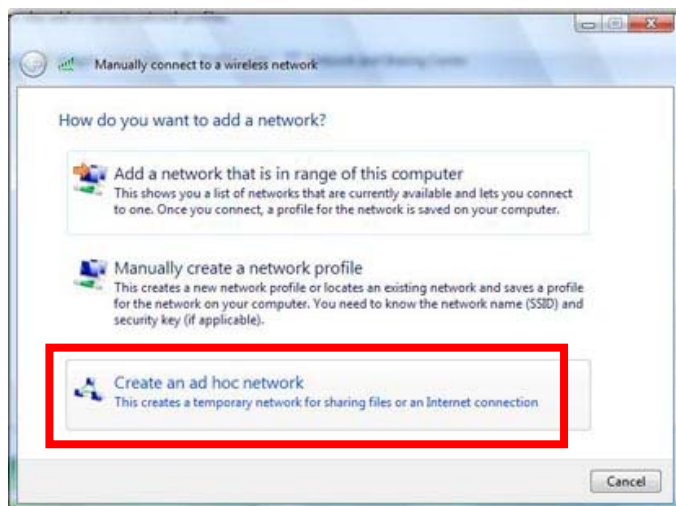 Manually connect to a wireless network
How do you want to add a network?
Add a network that is in range of this computer
This shows you a list of networks that are currently available and lets you connect
to one. Once you connect, a profile for the network is saved on your computer.
Manually create a network profile
This creates a new network profile or locates an existing network and saves a profile
for the network on your computer. You need to know the network name (SSID) and
security key (if applicable).
Create an ad hoc network
This creates a temporary network for sharing files or an Internet connection
Cancel